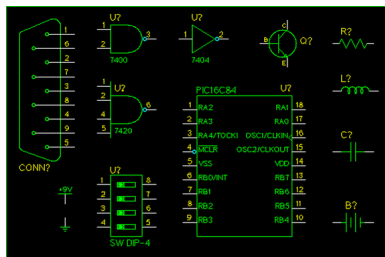 U?
U?
C
1
6
2
7
3
8
4
9
5
CONN?
1
2
3
7400
1
2
7404
B
E
Q?
R?
U?
1
2
4
5
6
7420
L?
PIC16C84
U?
1 RA2 RA1 18
2 RA3 RA0 17
3 RA4/TOCKI OSC1/CLKIN 16
4 MCLR OSC2/CLKOUT 15
5 VSS VDD 14
6 RB0/INT RB7 13
7 RB1 RB6 12
8 RB2 RB5 11
9 RB3 RB4 10
C?
U?
1 8
2 7
3 6
4 5
SW DIP-4
+9V
B?